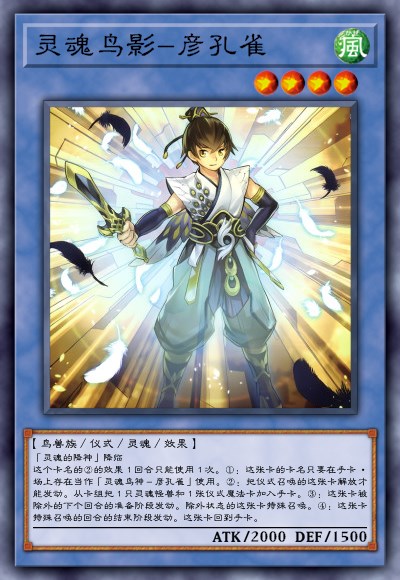 灵魂鸟影-彦孔雀
風
【鸟兽族/仪式/灵魂/效果】
「灵魂的降神」降临
这个卡名的②的效果1回合只能使用1次。①：这张卡的卡名只要在手卡·
场上存在当作「灵魂鸟神-彦孔雀」使用。②：把仪式召唤的这张卡解放才
能发动。从卡组把1只灵魂怪兽和1张仪式魔法卡加入手卡。③：这张卡被
除外的下个回合的准备阶段发动。除外状态的这张卡特殊召唤。④：这张卡
特殊召唤的回合的结束阶段发动。这张卡回到手卡。
ATK/2000 DEF/1500